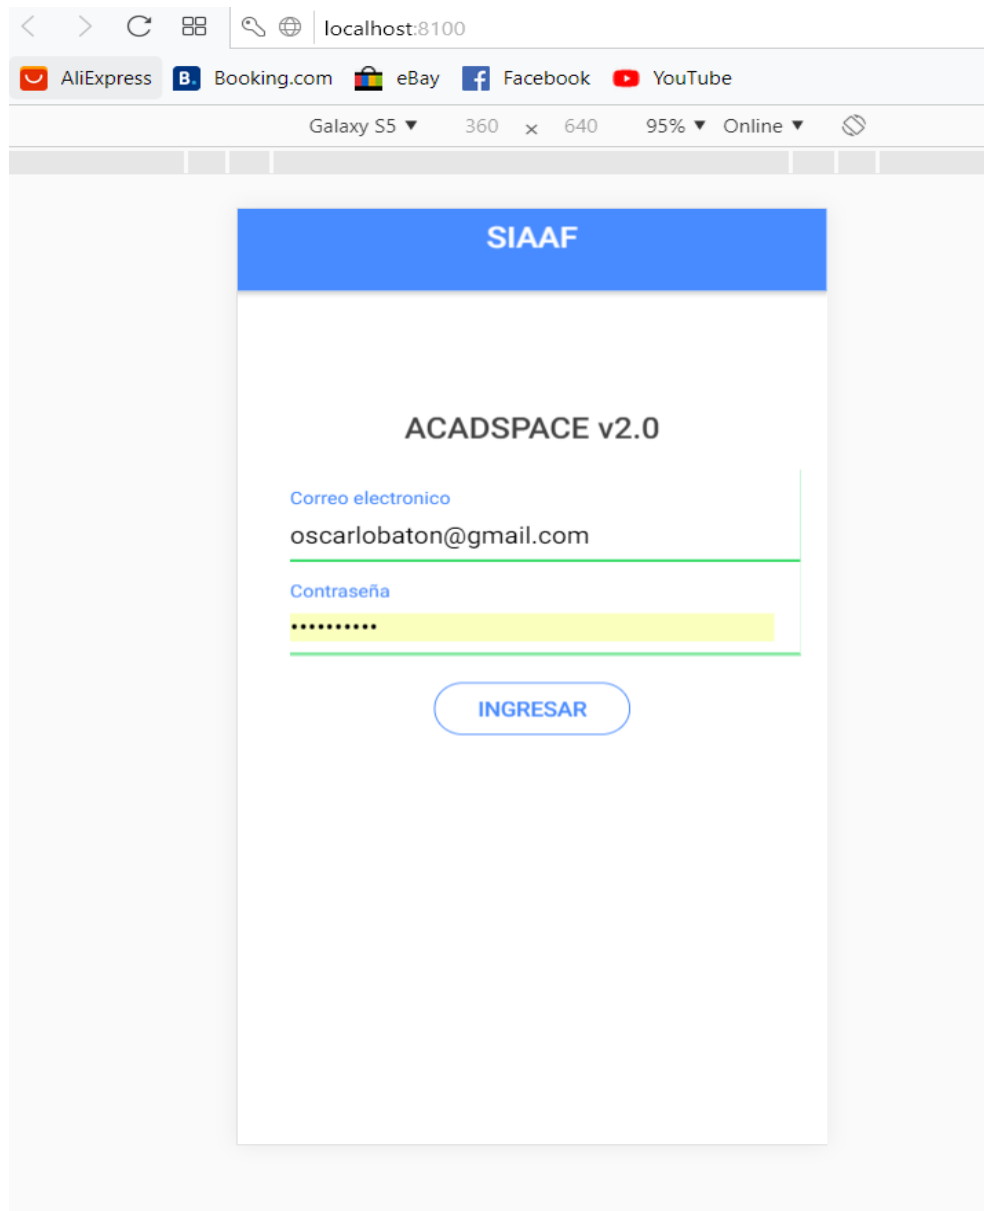 localhost:8100
AliExpress B. Booking.com eBay Facebook YouTube
Galaxy S5 ▼ 360 x 640 95% ▼ Online ▼
SIAAF
ACADSPACE v2.0
Correo electronico
oscarlobaton@gmail.com
Contraseña
••••••••••
INGRESAR